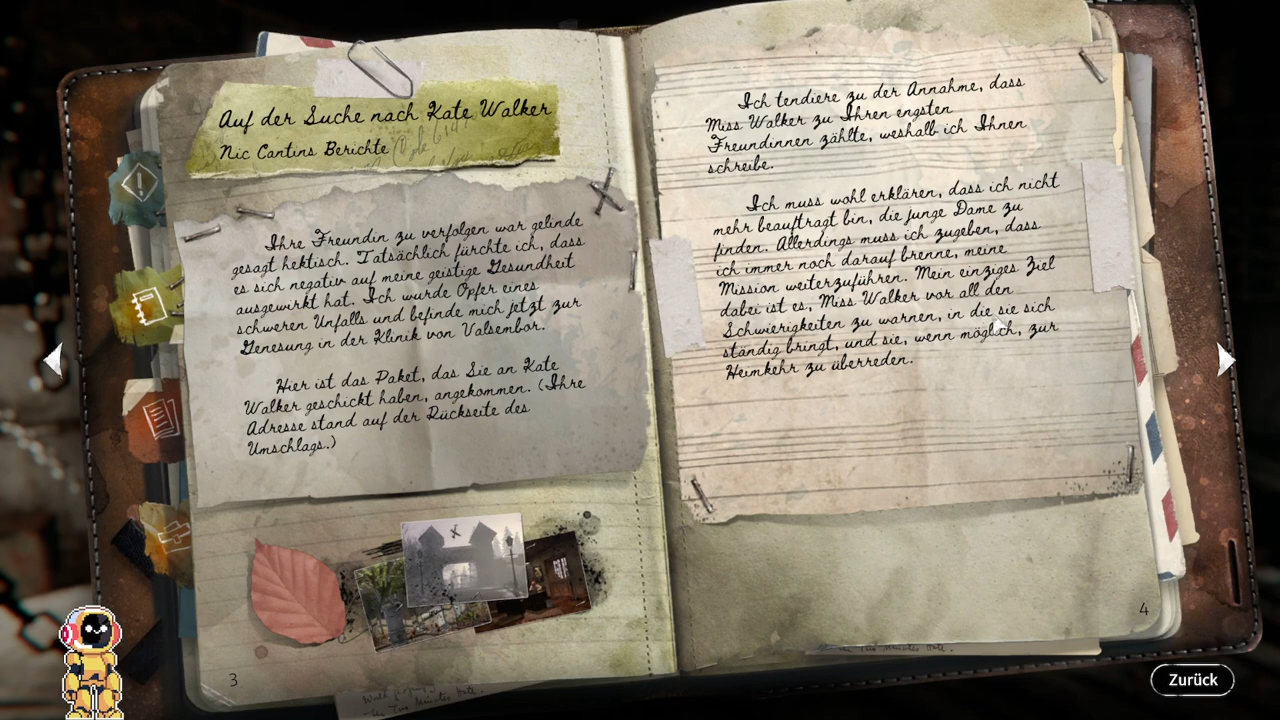 Auf der Suche nach Kate Walker
Nic Cantins Berichte
Ihre Freundin zu verfolgen war gelinde
gesagt hektisch. Tatsächlich fürchte ich, dass
es sich negativ auf meine geistige Gesundheit
ausgewirkt hat. Ich wurde Opfer eines
schweren Unfalls und befinde mich jetzt zur
Genesung in der Klinik von Valsembor.
Hier ist das Paket, das Sie an Kate
Walker geschickt haben, angekommen. (Ihre
Adresse stand auf der Rückseite des
Umschlags.)
3
Ich tendiere zu der Annahme, dass
Miss Walker zu Ihren engsten
Freundinnen zählte, weshalb ich Ihnen
schreibe.
Ich muss wohl erklären, dass ich nicht
mehr beauftragt bin, die junge Dame zu
finden. Allerdings muss ich zugeben, dass
ich immer noch darauf brenne, meine
Mission weiterzuführen. Mein einziges Ziel
dabei ist es, Miss Walker vor all den
Schwierigkeiten zu warnen, in die sie sich
ständig bringt, und sie, wenn möglich, zur
Heimkehr zu überreden.
4
Zurück